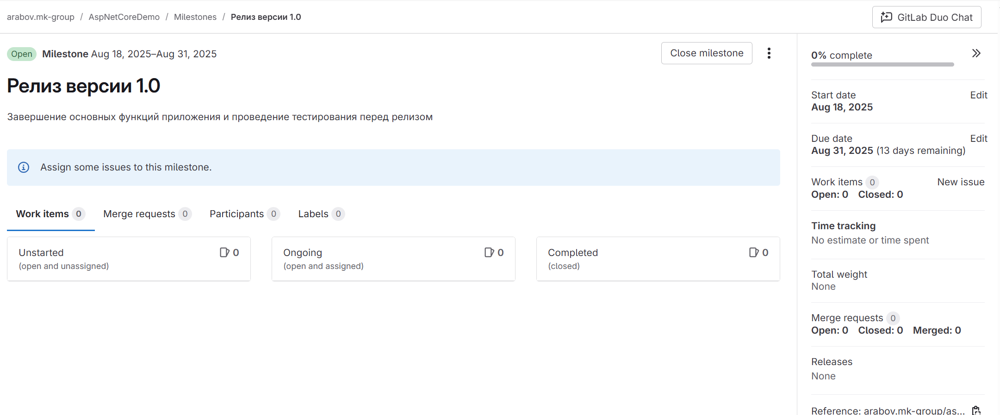 arabov.mk-group / AspNetCoreDemo / Milestones / Релиз версии 1.0
GitLab Duo Chat
Open Milestone Aug 18, 2025–Aug 31, 2025
Close milestone
Релиз версии 1.0
Завершение основных функций приложения и проведение тестирования перед релизом
Assign some issues to this milestone.
Work items 0 Merge requests 0 Participants 0 Labels 0
Unstarted 0
(open and unassigned)
Ongoing 0
(open and assigned)
Completed 0
(closed)
0% complete
Start date Edit
Aug 18, 2025
Due date Edit
Aug 31, 2025 (13 days remaining)
Work items 0 New issue
Open: 0 Closed: 0
Time tracking
No estimate or time spent
Total weight
None
Merge requests 0
Open: 0 Closed: 0 Merged: 0
Releases
None
Reference: arabov.mk-group/as...